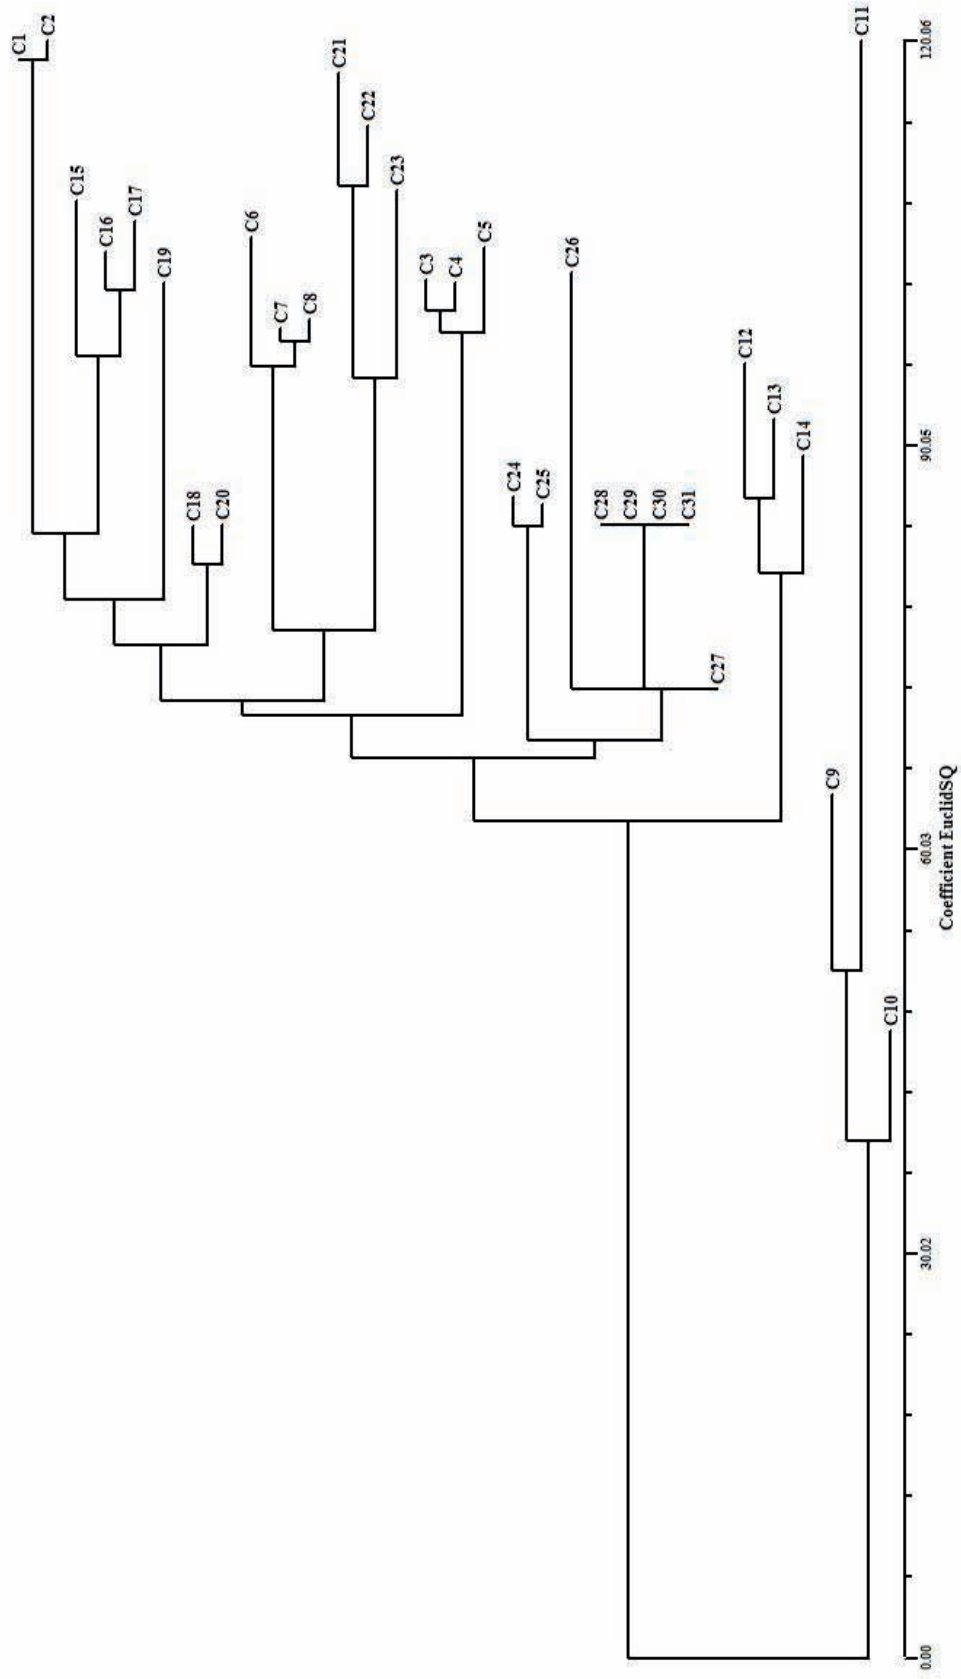 C1
C2
C15
C16
C17
C19
C18
C20
C6
C7
C8
C21
C22
C23
C3
C4
C5
C24
C25
C26
C28
C29
C30
C31
C27
C12
C13
C14
C9
C11
C10
0.00
30.02
60.03
90.05
120.06
Coefficient EuclidSQ